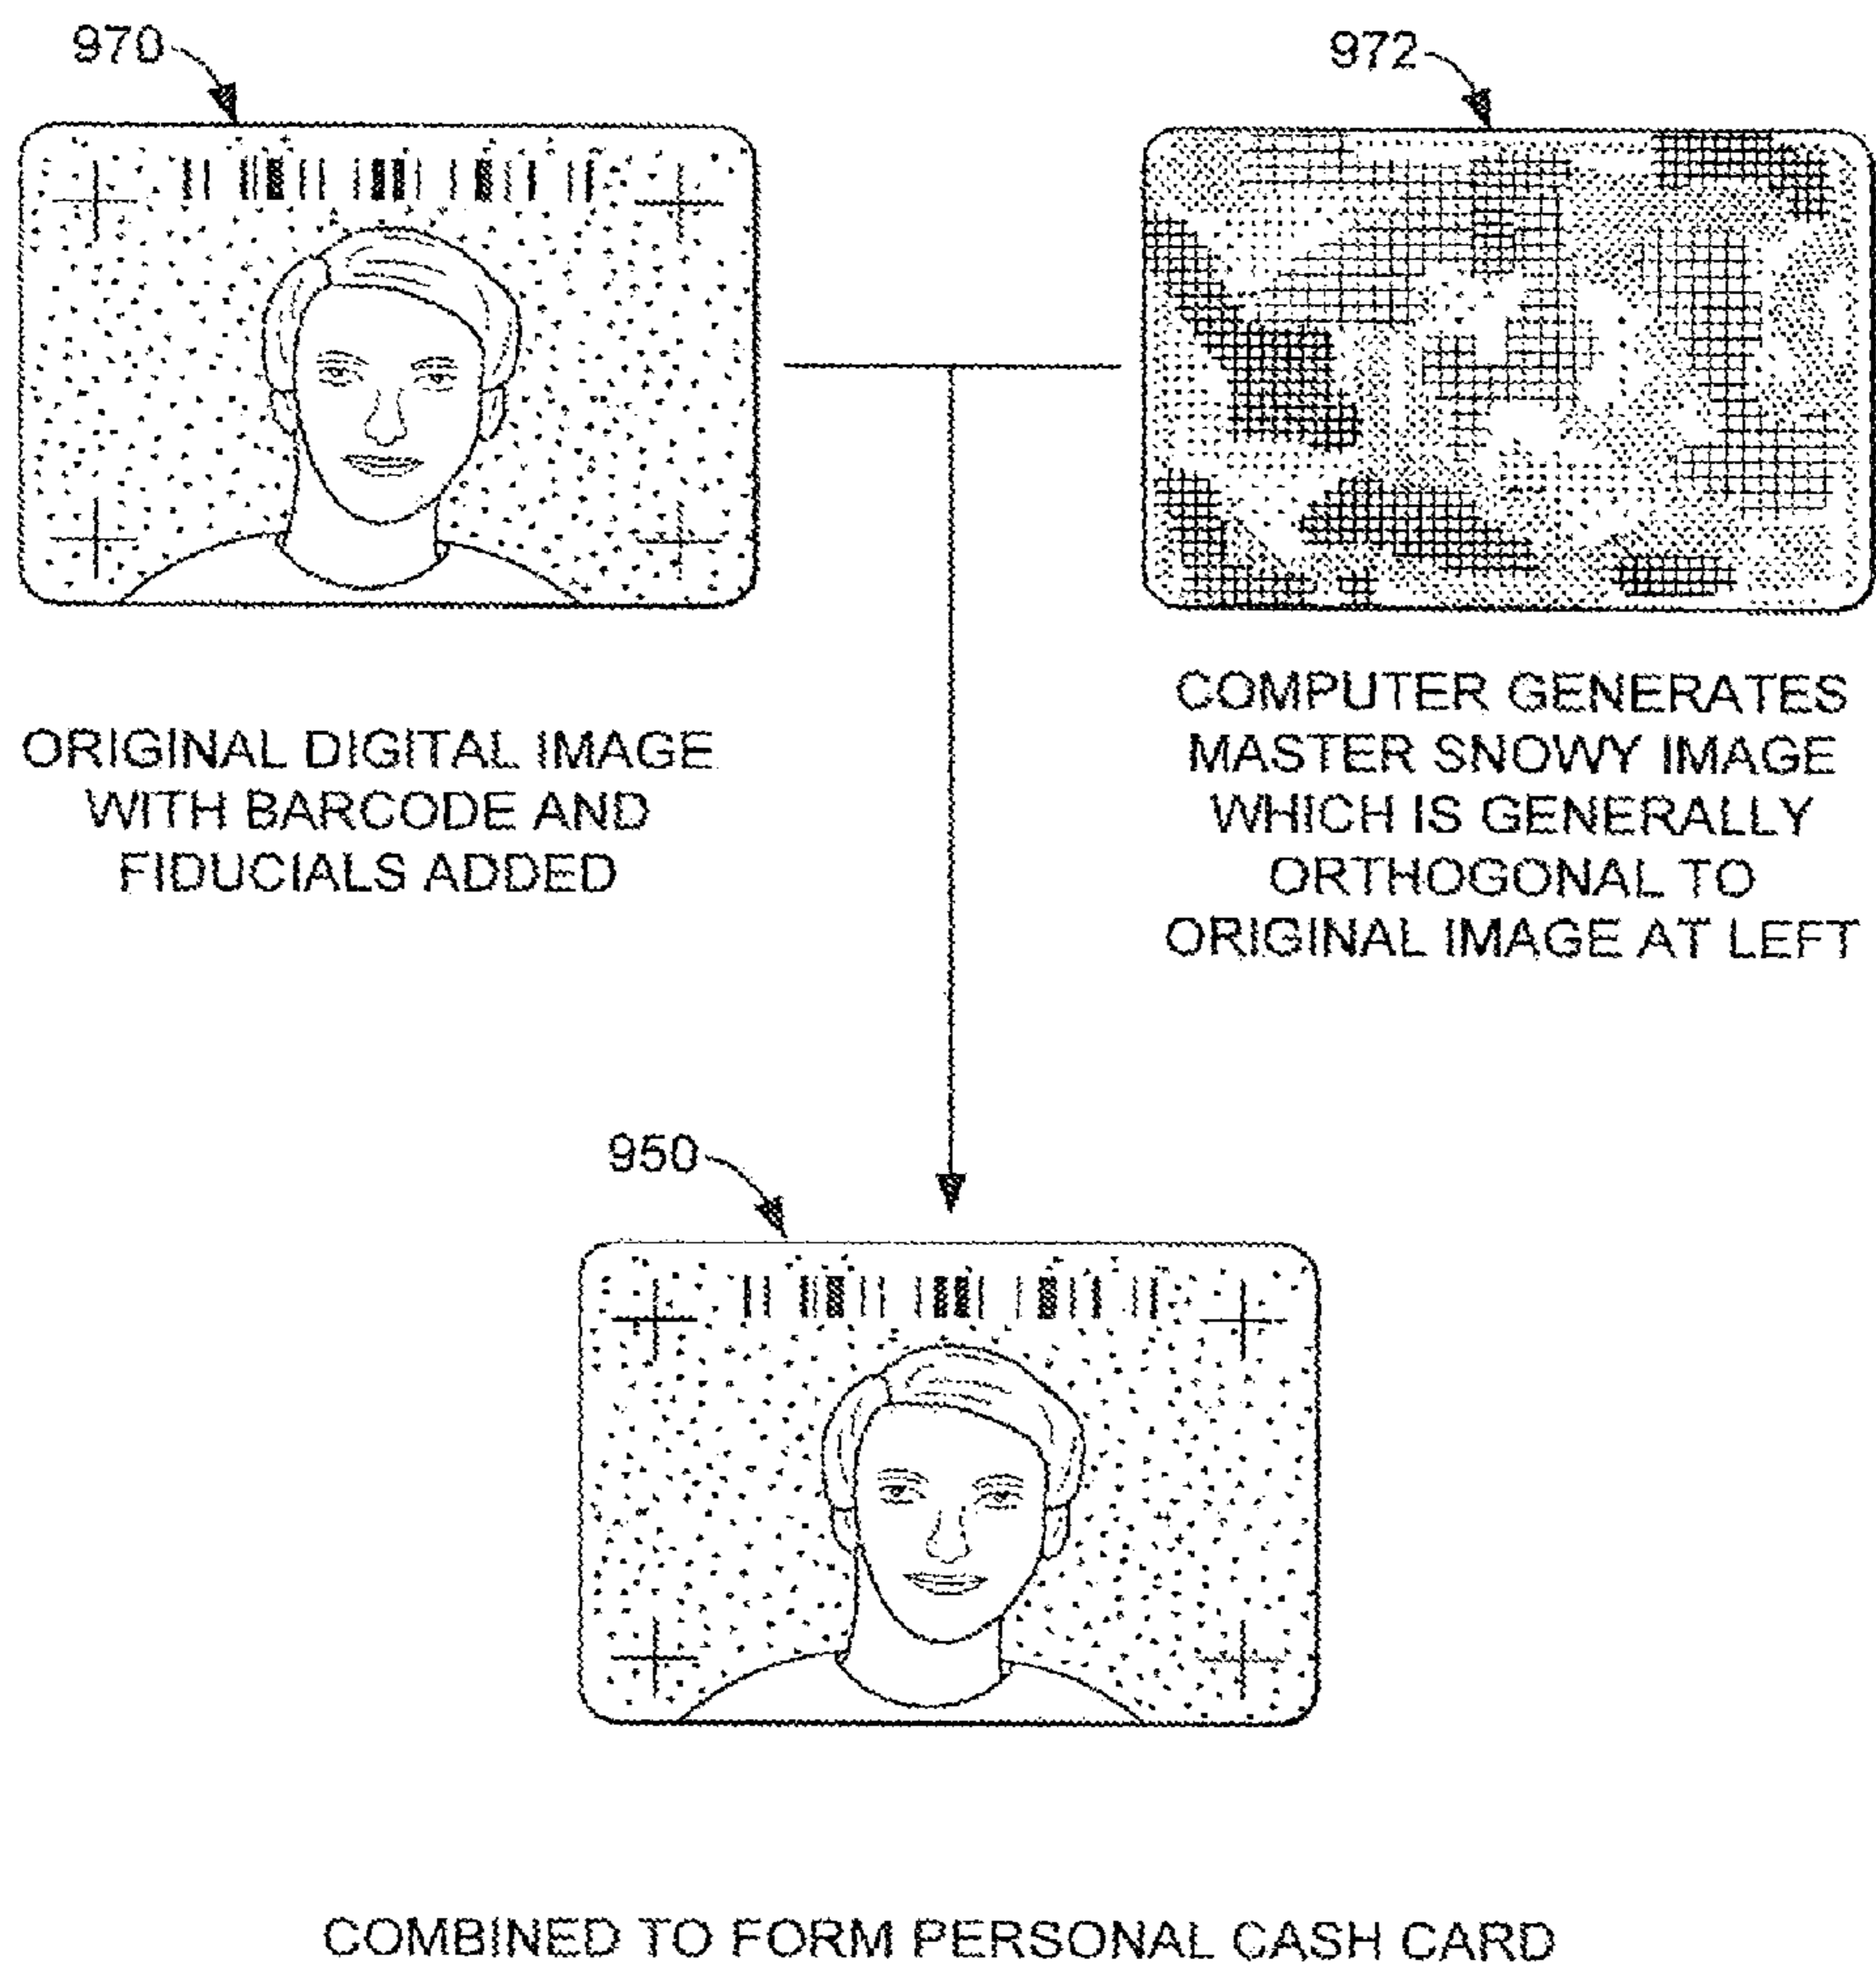 970
972
ORIGINAL DIGITAL IMAGE
WITH BARCODE AND
FIDUCIALS ADDED
COMPUTER GENERATES
MASTER SNOWY IMAGE
WHICH IS GENERALLY
ORTHOGONAL TO
ORIGINAL IMAGE AT LEFT
950
COMBINED TO FORM PERSONAL CASH CARD